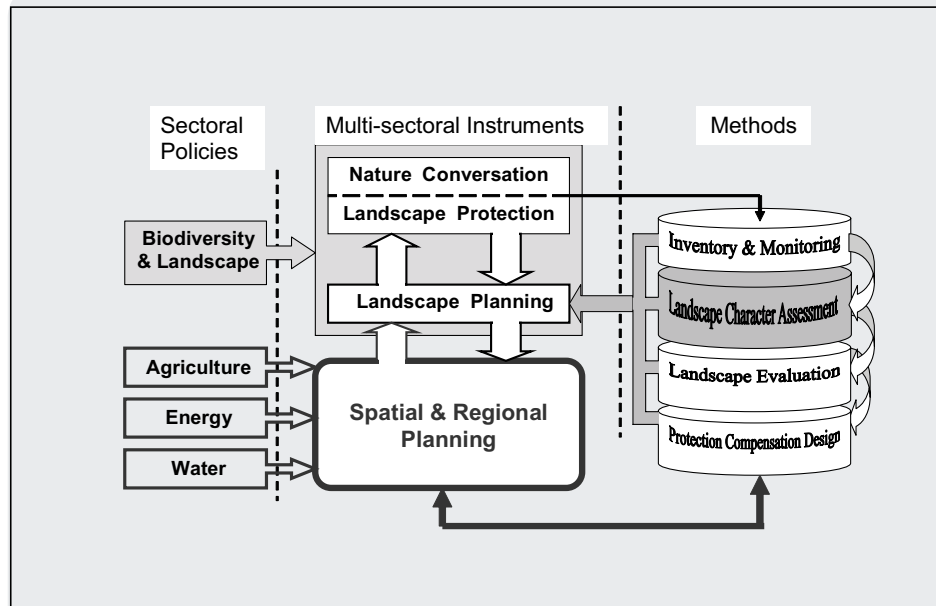 Sectoral
Policies
Multi-sectoral Instruments
Methods
Nature Conversation
Landscape Protection
Biodiversity
& Landscape
Landscape Planning
Agriculture
Energy
Water
Spatial & Regional
Planning
Inventory & Monitoring
Landscape Character Assessment
Landscape Evaluation
Protection Compensation Design